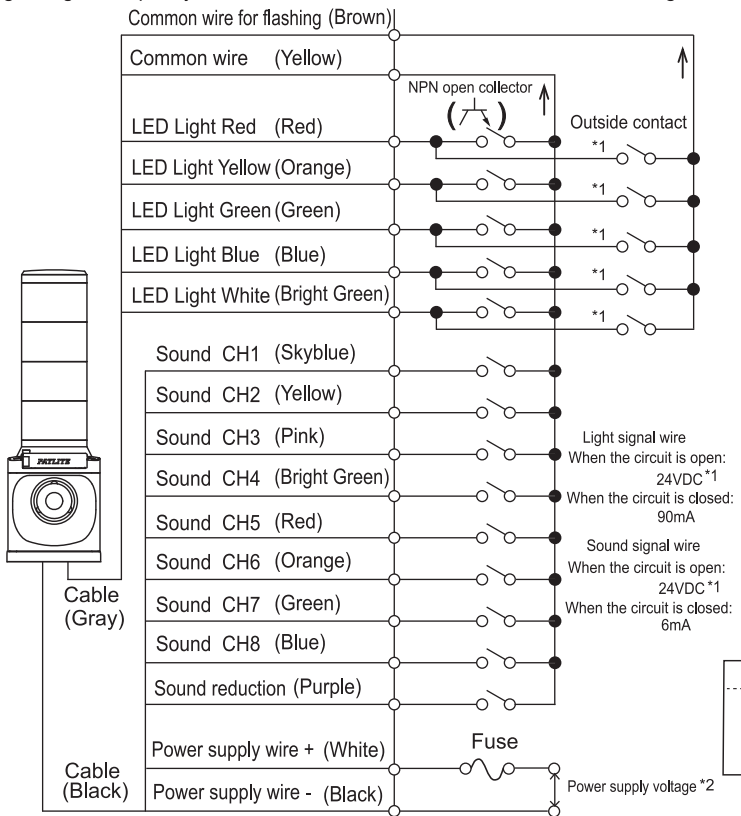 Common wire for flashing (Brown)
Common wire (Yellow)
NPN open collector
( )
Outside contact
LED Light Red (Red)
*1
LED Light Yellow (Orange)
*1
LED Light Green (Green)
*1
LED Light Blue (Blue)
*1
LED Light White (Bright Green)
*1
Sound CH1 (Skyblue)
Sound CH2 (Yellow)
Sound CH3 (Pink)
Sound CH4 (Bright Green)
Sound CH5 (Red)
Sound CH6 (Orange)
Sound CH7 (Green)
Sound CH8 (Blue)
Sound reduction (Purple)
Light signal wire
When the circuit is open:
24VDC *1
When the circuit is closed:
90mA
Sound signal wire
When the circuit is open:
24VDC *1
When the circuit is closed:
6mA
PATLITE
Cable
(Gray)
Power supply wire + (White)
Fuse
Power supply wire - (Black)
Power supply voltage *2
Cable
(Black)